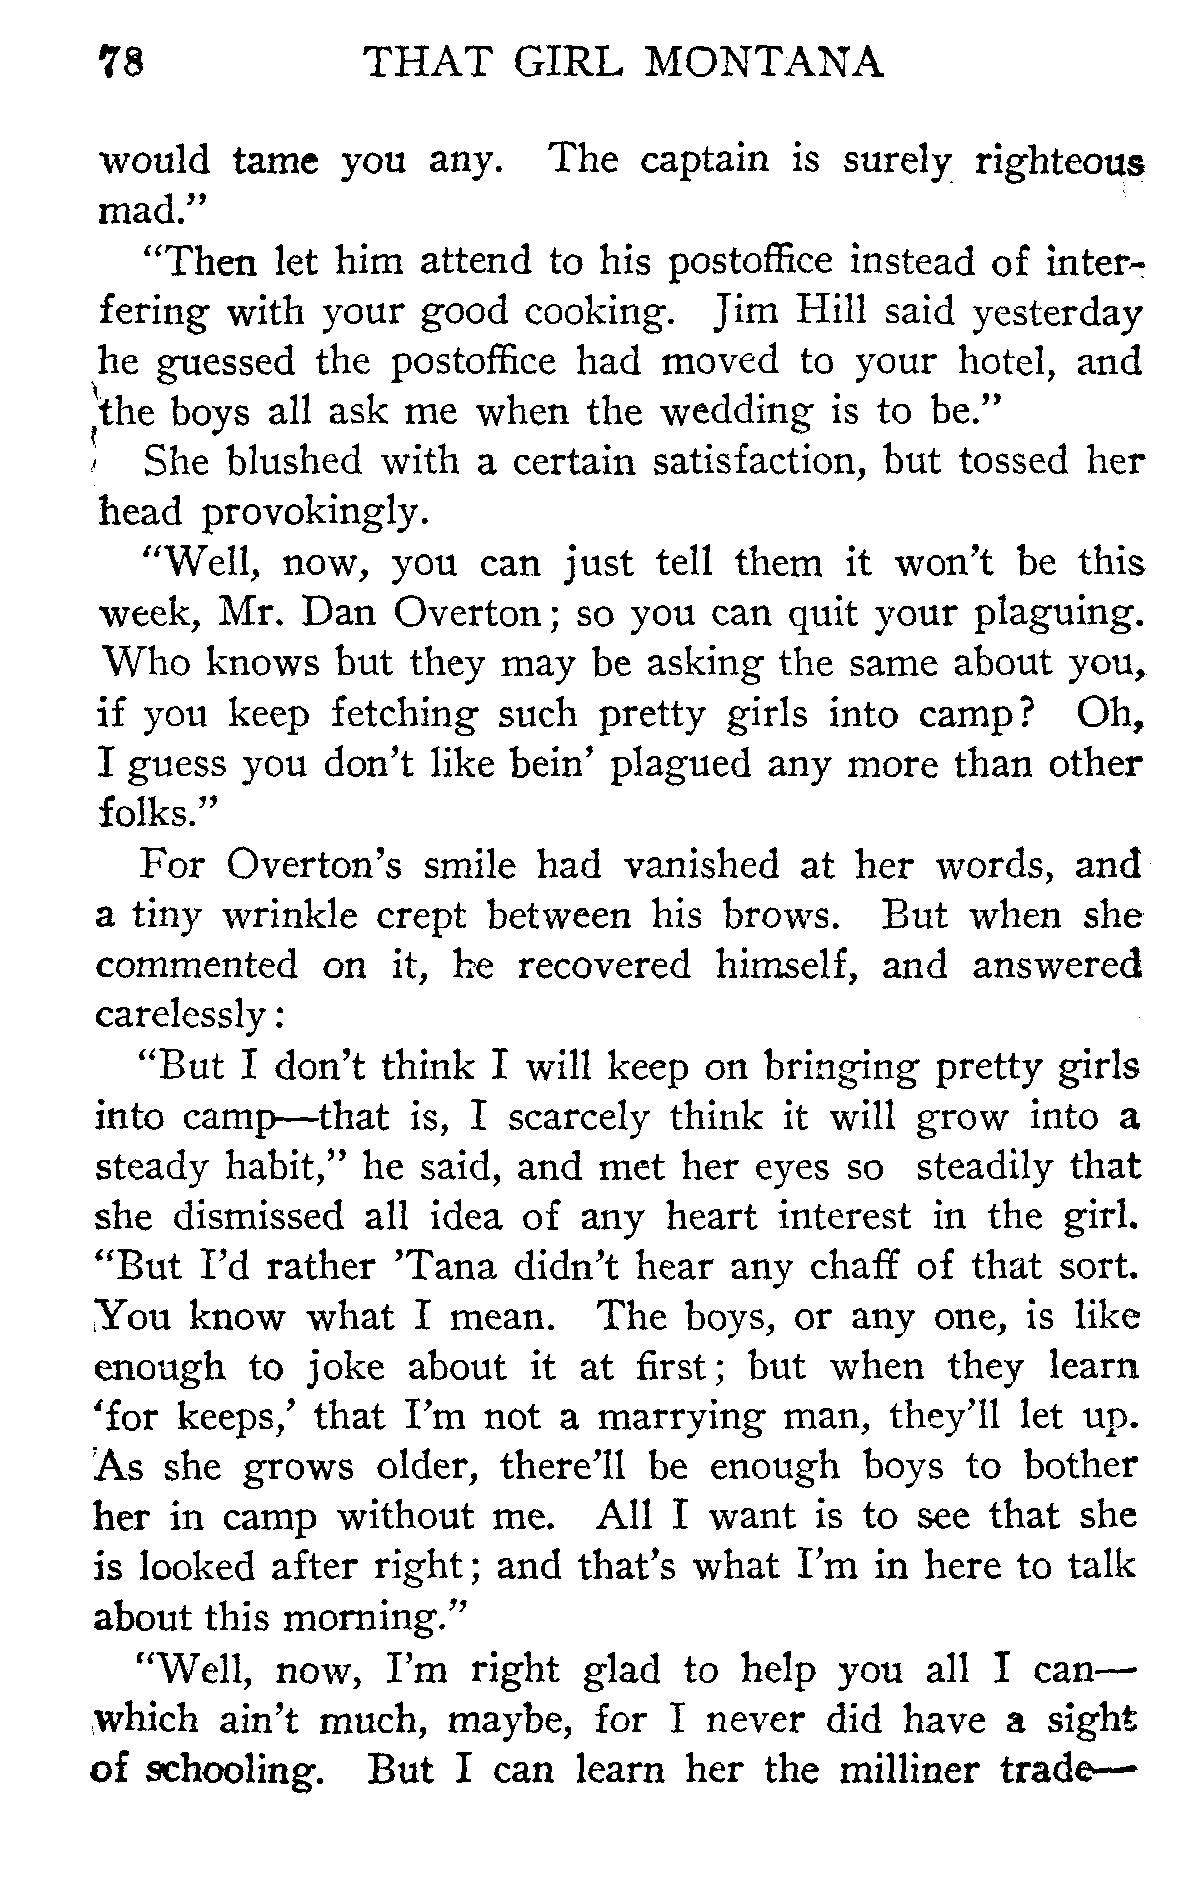 78 THAT GIRL MONTANA
would tame you any. The captain is surely righteous
mad."
"Then let him attend to his postoffice instead of inter-
fering with your good cooking. Jim Hill said yesterday
he guessed the postoffice had moved to your hotel, and
the boys all ask me when the wedding is to be."
She blushed with a certain satisfaction, but tossed her
head provokingly.
"Well, now, you can just tell them it won't be this
week, Mr. Dan Overton; so you can quit your plaguing.
Who knows but they may be asking the same about you,
if you keep fetching such pretty girls into camp? Oh,
I guess you don't like bein' plagued any more than other
folks."
For Overton's smile had vanished at her words, and
a tiny wrinkle crept between his brows. But when she
commented on it, he recovered himself, and answered
carelessly:
"But I don't think I will keep on bringing pretty girls
into camp—that is, I scarcely think it will grow into a
steady habit," he said, and met her eyes so steadily that
she dismissed all idea of any heart interest in the girl.
"But I'd rather 'Tana didn't hear any chaff of that sort.
You know what I mean. The boys, or any one, is like
enough to joke about it at first; but when they learn
'for keeps,' that I'm not a marrying man, they'll let up.
As she grows older, there'll be enough boys to bother
her in camp without me. All I want is to see that she
is looked after right; and that's what I'm in here to talk
about this morning."
"Well, now, I'm right glad to help you all I can—
which ain't much, maybe, for I never did have a sight
of schooling. But I can learn her the milliner trade—